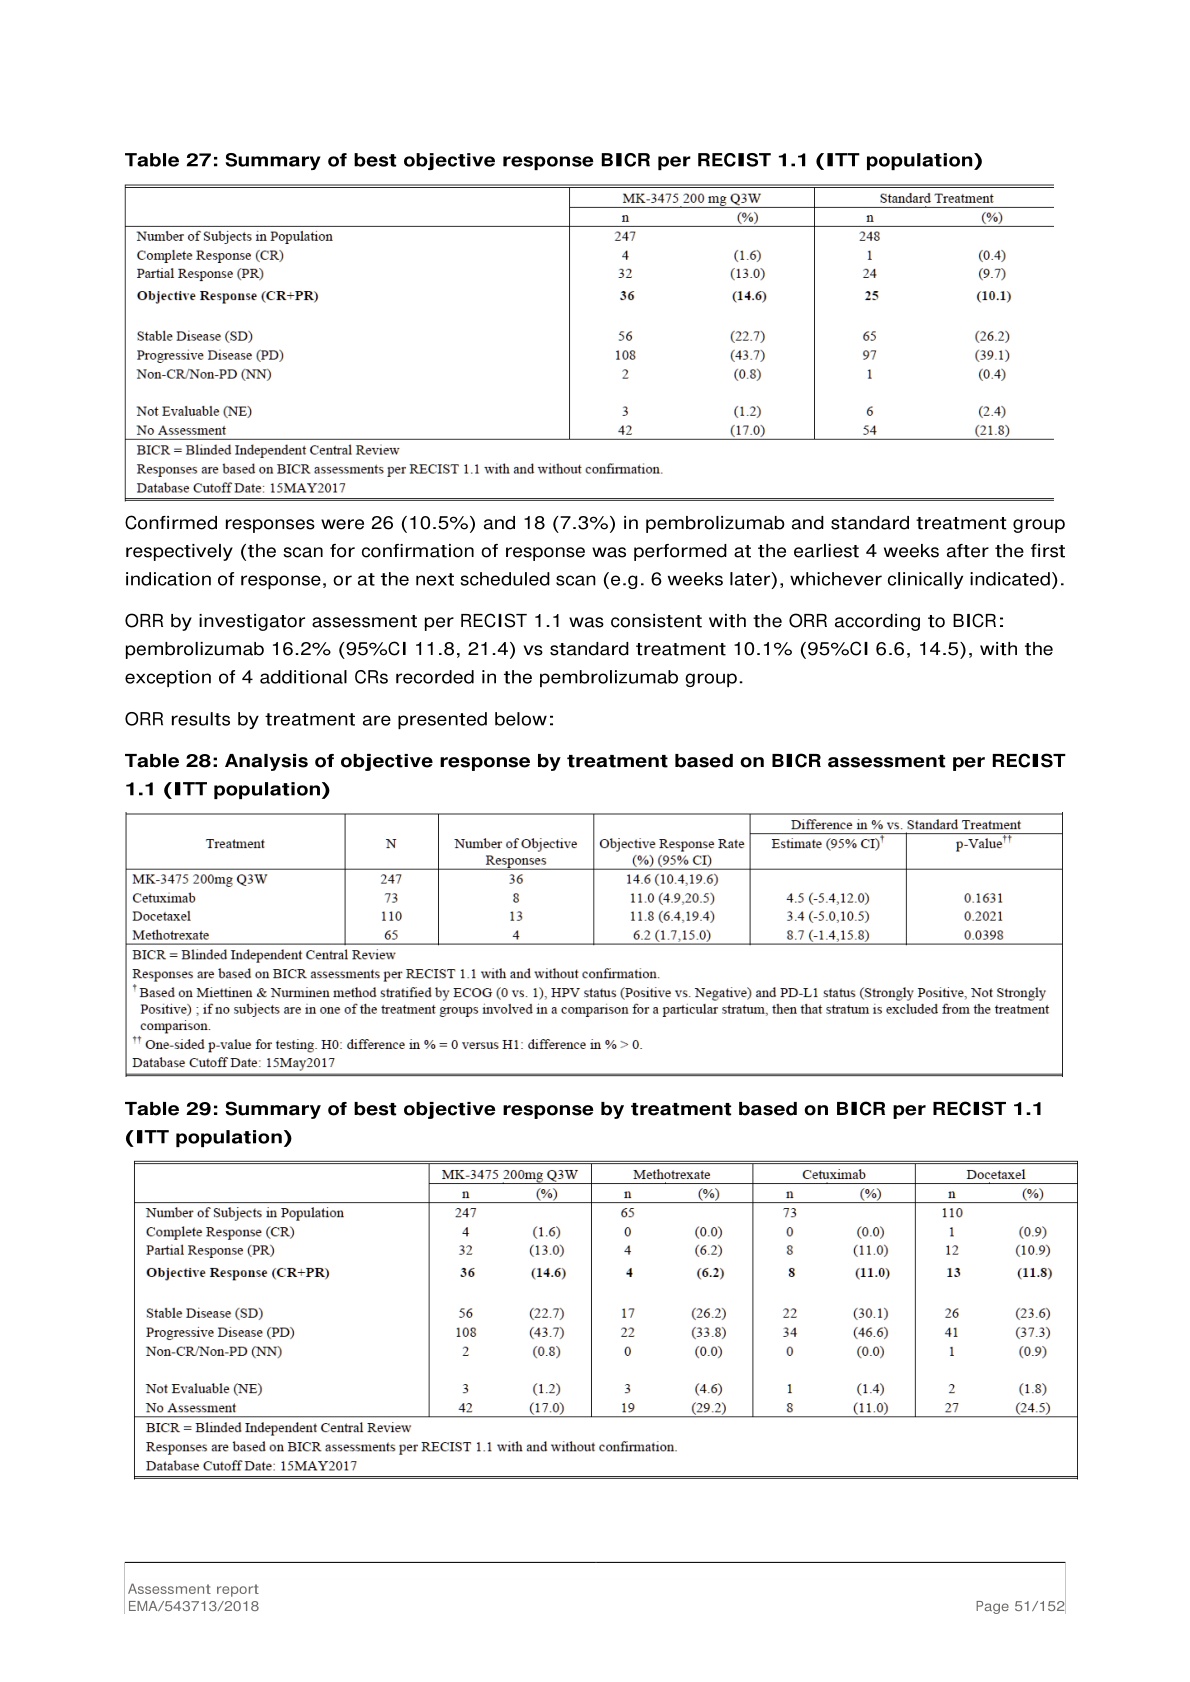 Table 27: Summary of best objective response BICR per RECIST 1.1 (ITT population)
MK-3475 200 mg Q3W Standard Treatment
n (%) n (%)
Number of Subjects in Population 247 248
Complete Response (CR) 4 (1.6) 1 (0.4)
Partial Response (PR) 32 (13.0) 24 (9.7)
Objective Response (CR+PR) 36 (14.6) 25 (10.1)
Stable Disease (SD) 56 (22.7) 65 (26.2)
Progressive Disease (PD) 108 (43.7) 97 (39.1)
Non-CR/Non-PD (NN) 2 (0.8) 1 (0.4)
Not Evaluable (NE) 3 (1.2) 6 (2.4)
No Assessment 42 (17.0) 54 (21.8)
BICR = Blinded Independent Central Review
Responses are based on BICR assessments per RECIST 1.1 with and without confirmation.
Database Cutoff Date: 15MAY2017
Confirmed responses were 26 (10.5%) and 18 (7.3%) in pembrolizumab and standard treatment group
respectively (the scan for confirmation of response was performed at the earliest 4 weeks after the first
indication of response, or at the next scheduled scan (e.g. 6 weeks later), whichever clinically indicated).
ORR by investigator assessment per RECIST 1.1 was consistent with the ORR according to BICR:
pembrolizumab 16.2% (95%CI 11.8, 21.4) vs standard treatment 10.1% (95%CI 6.6, 14.5), with the
exception of 4 additional CRs recorded in the pembrolizumab group.
ORR results by treatment are presented below:
Table 28: Analysis of objective response by treatment based on BICR assessment per RECIST
1.1 (ITT population)
Difference in % vs. Standard Treatment
Treatment N Number of Objective Objective Response Rate Estimate (95% CI)† p-Value††
Responses (%) (95% CI)
MK-3475 200mg Q3W 247 36 14.6 (10.4,19.6)
Cetuximab 73 8 11.0 (4.9,20.5) 4.5 (-5.4,12.0) 0.1631
Docetaxel 110 13 11.8 (6.4,19.4) 3.4 (-5.0,10.5) 0.2021
Methotrexate 65 4 6.2 (1.7,15.0) 8.7 (-1.4,15.8) 0.0398
BICR = Blinded Independent Central Review
Responses are based on BICR assessments per RECIST 1.1 with and without confirmation.
† Based on Miettinen & Nurminen method stratified by ECOG (0 vs. 1), HPV status (Positive vs. Negative) and PD-L1 status (Strongly Positive, Not Strongly
Positive) ; if no subjects are in one of the treatment groups involved in a comparison for a particular stratum, then that stratum is excluded from the treatment
comparison.
†† One-sided p-value for testing. H0: difference in % = 0 versus H1: difference in % > 0.
Database Cutoff Date: 15May2017
Table 29: Summary of best objective response by treatment based on BICR per RECIST 1.1
(ITT population)
MK-3475 200mg Q3W Methotrexate Cetuximab Docetaxel
n (%) n (%) n (%) n (%)
Number of Subjects in Population 247 65 73 110
Complete Response (CR) 4 (1.6) 0 (0.0) 0 (0.0) 1 (0.9)
Partial Response (PR) 32 (13.0) 4 (6.2) 8 (11.0) 12 (10.9)
Objective Response (CR+PR) 36 (14.6) 4 (6.2) 8 (11.0) 13 (11.8)
Stable Disease (SD) 56 (22.7) 17 (26.2) 22 (30.1) 26 (23.6)
Progressive Disease (PD) 108 (43.7) 22 (33.8) 34 (46.6) 41 (37.3)
Non-CR/Non-PD (NN) 2 (0.8) 0 (0.0) 0 (0.0) 1 (0.9)
Not Evaluable (NE) 3 (1.2) 3 (4.6) 1 (1.4) 2 (1.8)
No Assessment 42 (17.0) 19 (29.2) 8 (11.0) 27 (24.5)
BICR = Blinded Independent Central Review
Responses are based on BICR assessments per RECIST 1.1 with and without confirmation.
Database Cutoff Date: 15MAY2017
Assessment report
EMA/543713/2018 Page 51/152